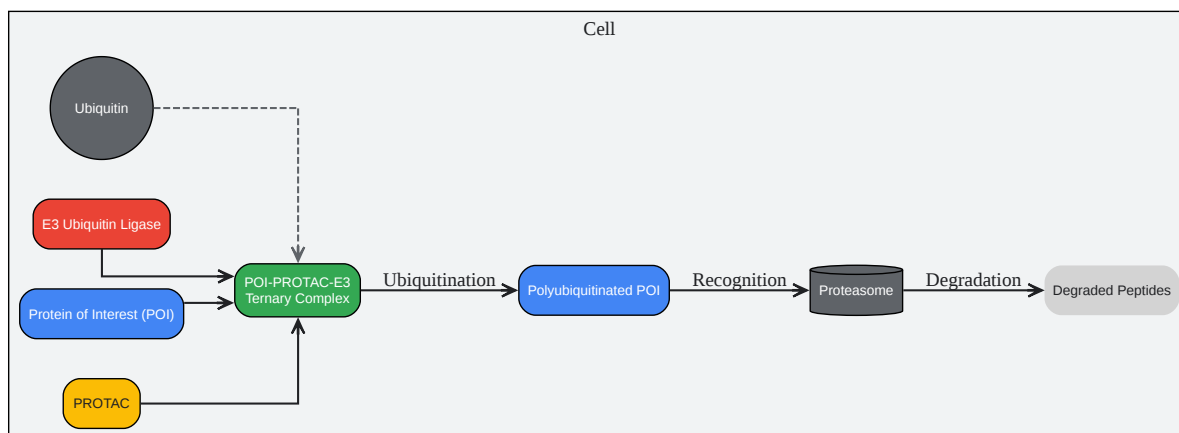 Cell
Ubiquitin
E3 Ubiquitin Ligase
POI-PROTAC-E3
Ternary Complex
Ubiquitination
Polyubiquitinated POI
Recognition
Proteasome
Degradation
Degraded Peptides
Protein of Interest (POI)
PROTAC